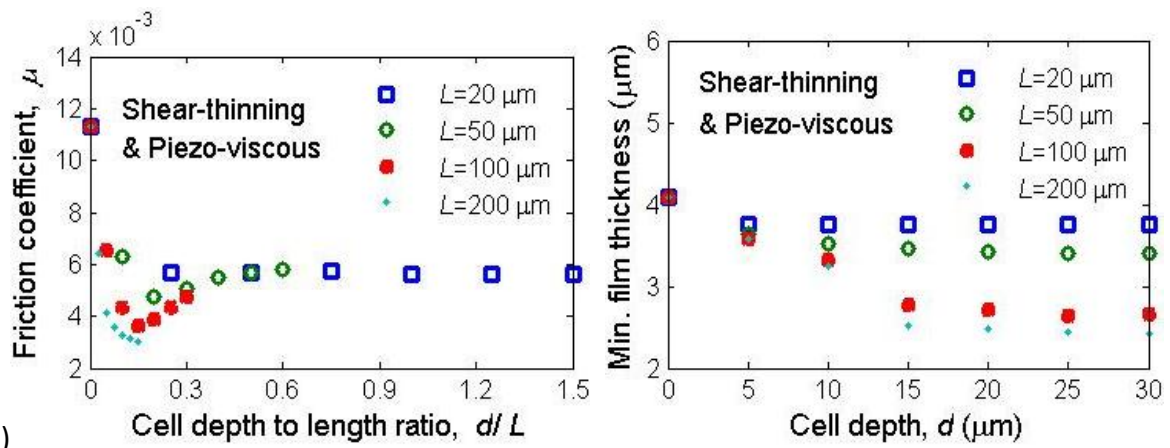 × 10⁻³
14
12
10
8
6
4
2
0 0.3 0.6 0.9 1.2 1.5
Friction coefficient, μ
Cell depth to length ratio, d/ L
Shear-thinning
& Piezo-viscous
L=20 μm
L=50 μm
L=100 μm
L=200 μm
6
5
4
3
2
0 5 10 15 20 25 30
Min. film thickness (μm)
Cell depth, d (μm)
Shear-thinning
& Piezo-viscous
L=20 μm
L=50 μm
L=100 μm
L=200 μm
)